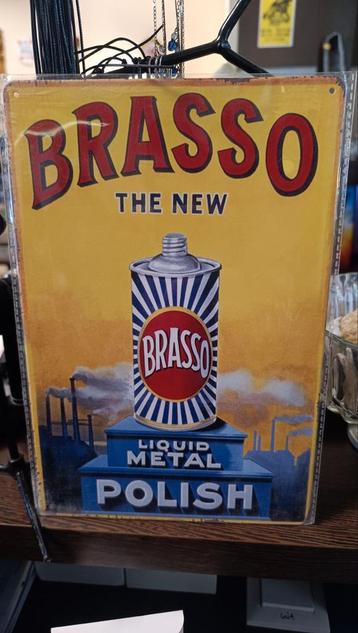 BRASSO
THE NEW
BRASSO
LIQUID
METAL
POLISH